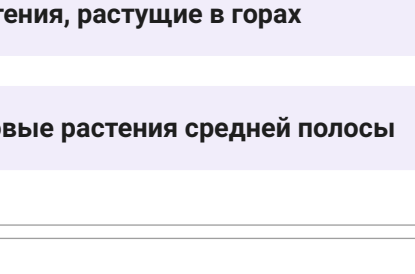 тения, растущие в горах
овые растения средней полосы